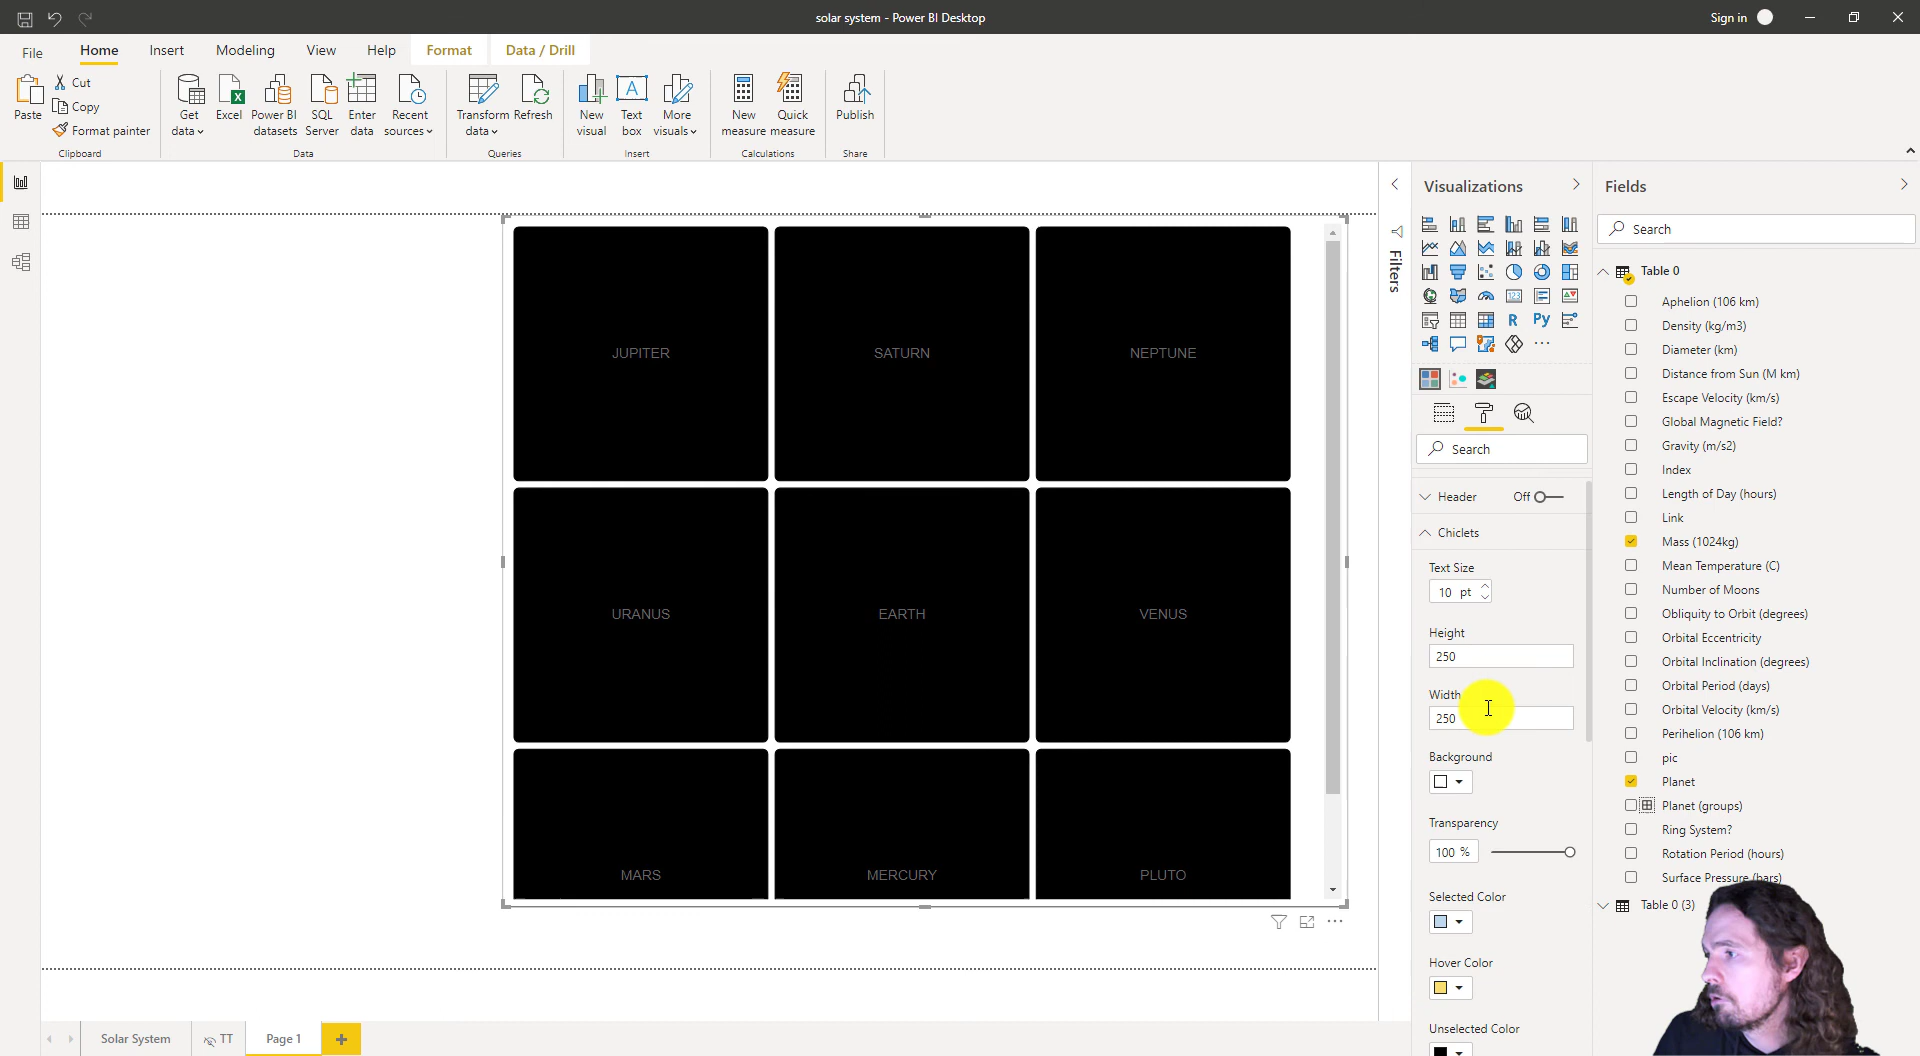 solar system - Power BI Desktop
Sign in
File
Home
Insert
Modeling
View
Help
Format
Data / Drill
Paste
Cut
Copy
Format painter
Clipboard
Get data
Excel
Power BI datasets
SQL Server
Enter data
Recent sources
Data
Transform data
Refresh
Queries
New visual
Text box
More visuals
Insert
New measure
Quick measure
Calculations
Publish
Share
JUPITER
SATURN
NEPTUNE
URANUS
EARTH
VENUS
MARS
MERCURY
PLUTO
Filters
Visualizations
123
R
Py
Search
Header
Off
Chiclets
Text Size
10 pt
Height
250
Width
250
Background
Transparency
100 %
Selected Color
Hover Color
Unselected Color
Fields
Search
Table 0
Aphelion (106 km)
Density (kg/m3)
Diameter (km)
Distance from Sun (M km)
Escape Velocity (km/s)
Global Magnetic Field?
Gravity (m/s2)
Index
Length of Day (hours)
Link
Mass (1024kg)
Mean Temperature (C)
Number of Moons
Obliquity to Orbit (degrees)
Orbital Eccentricity
Orbital Inclination (degrees)
Orbital Period (days)
Orbital Velocity (km/s)
Perihelion (106 km)
pic
Planet
Planet (groups)
Ring System?
Rotation Period (hours)
Surface Pressure (bars)
Table 0 (3)
Solar System
TT
Page 1